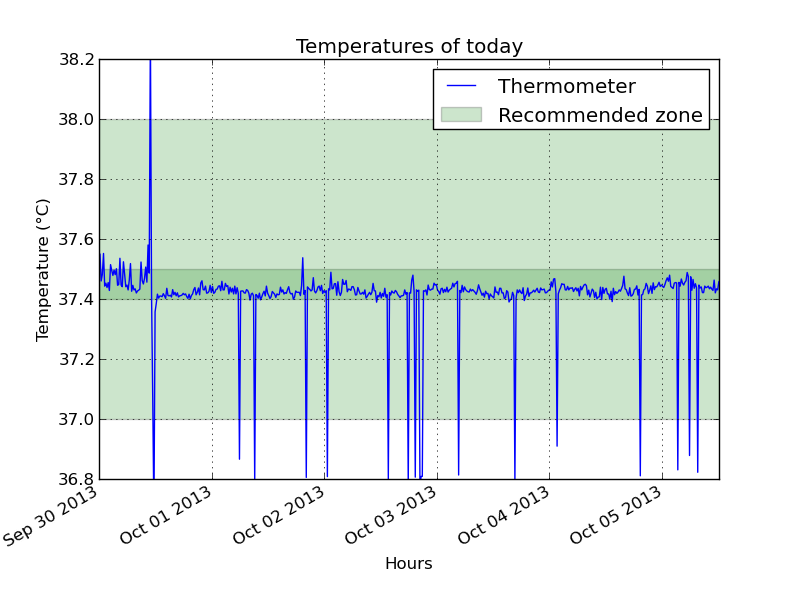 Temperatures of today
Thermometer
Recommended zone
Temperature (°C)
38.2
38.0
37.8
37.6
37.4
37.2
37.0
36.8
Sep 30 2013
Oct 01 2013
Oct 02 2013
Oct 03 2013
Oct 04 2013
Oct 05 2013
Hours